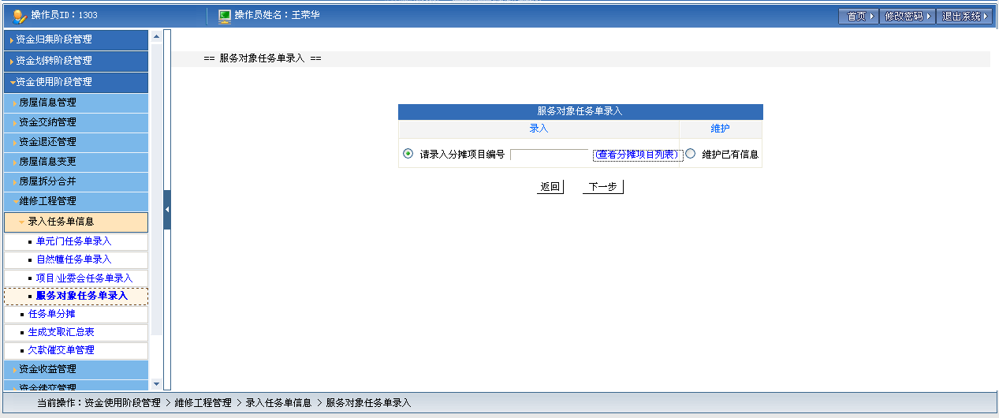 操作员ID：1303 操作员姓名：王荣华 首页 修改密码 退出系统
资金归集阶段管理
资金划转阶段管理
资金使用阶段管理
房屋信息管理
资金交纳管理
资金退还管理
房屋信息变更
房屋拆分合并
维修工程管理
录入任务单信息
单元门任务单录入
自然幢任务单录入
项目/业委会任务单录入
服务对象任务单录入
任务单分摊
生成支取汇总表
欠款催交单管理
资金收益管理
资金续交管理
== 服务对象任务单录入 ==
服务对象任务单录入
录入 维护
请录入分摊项目编号 (查看分摊项目列表) 维护已有信息
返回 下一步
当前操作：资金使用阶段管理 > 维修工程管理 > 录入任务单信息 > 服务对象任务单录入